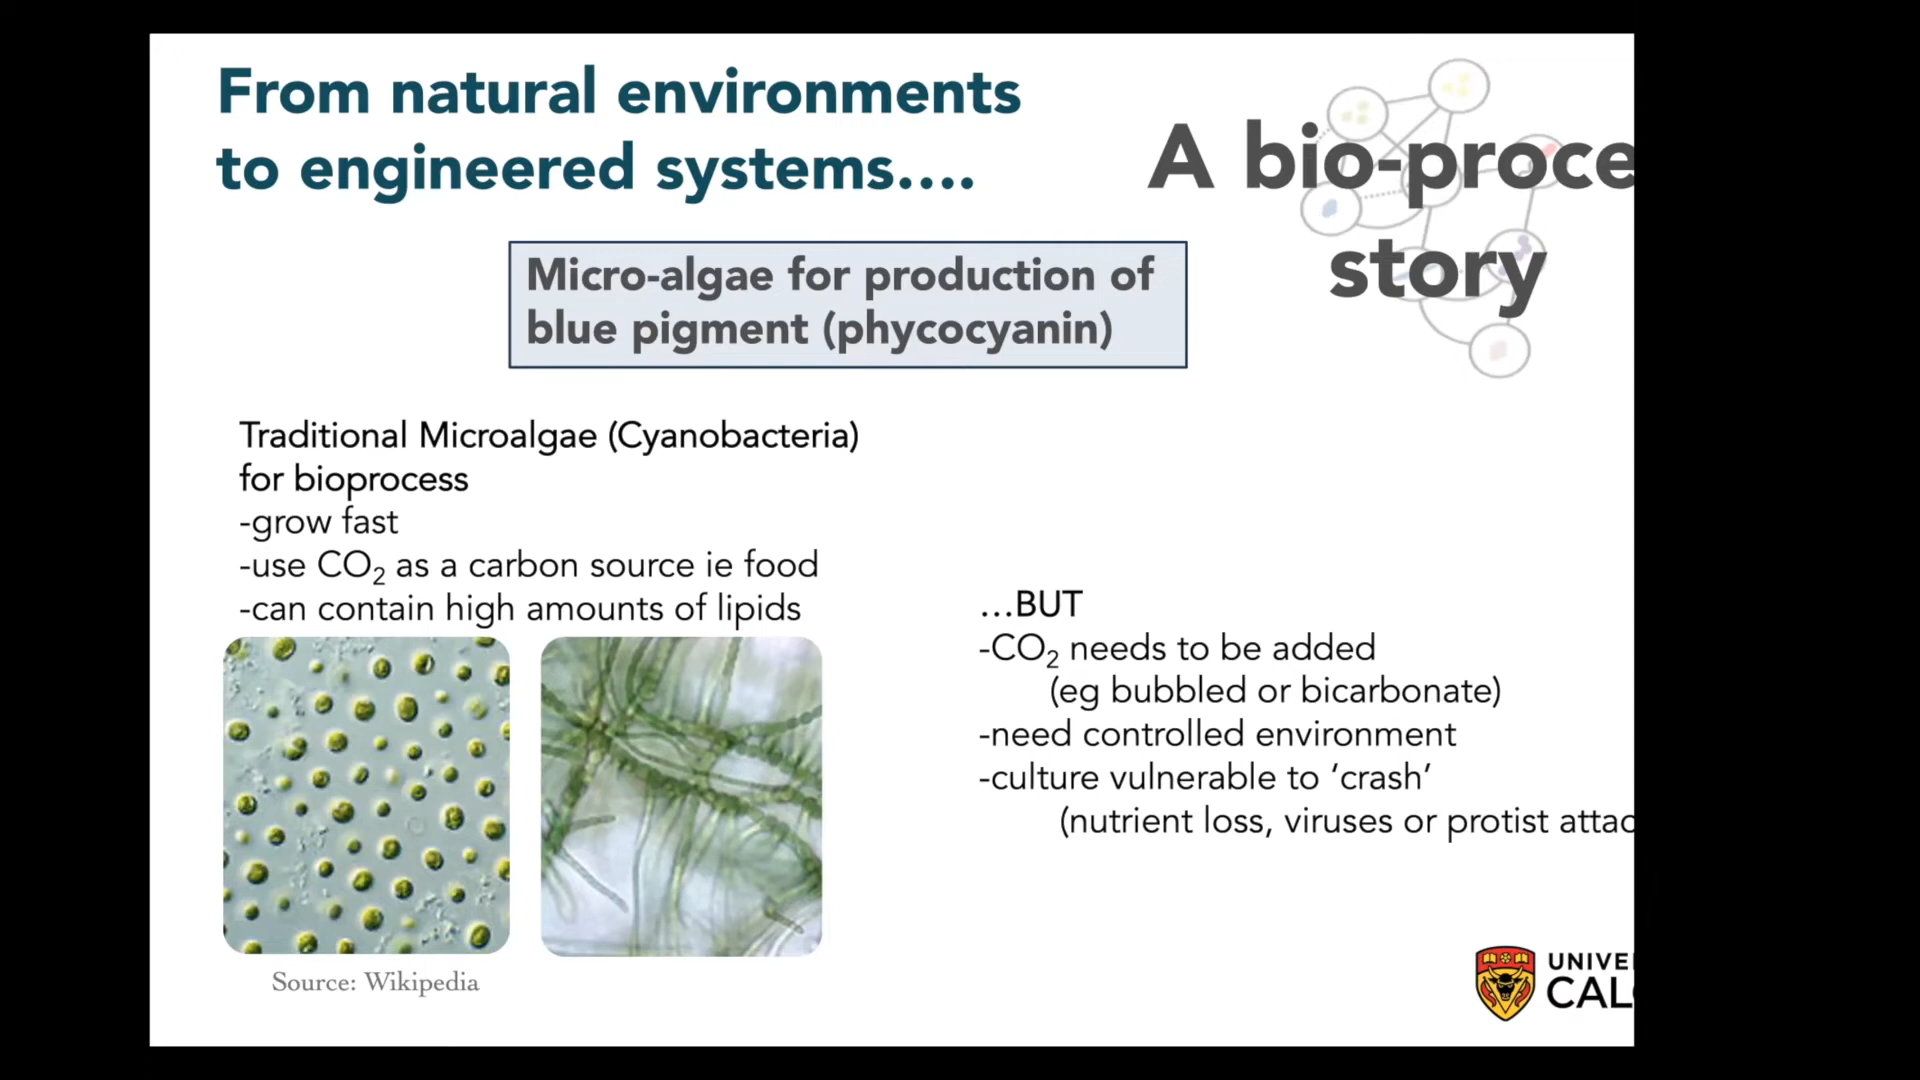 From natural environments
to engineered systems....
A bio-proce
story
Micro-algae for production of
blue pigment (phycocyanin)
Traditional Microalgae (Cyanobacteria)
for bioprocess
-grow fast
-use CO₂ as a carbon source ie food
-can contain high amounts of lipids
...BUT
-CO₂ needs to be added
(eg bubbled or bicarbonate)
-need controlled environment
-culture vulnerable to ‘crash’
(nutrient loss, viruses or protist attac
Source: Wikipedia
UNIVE
CAL